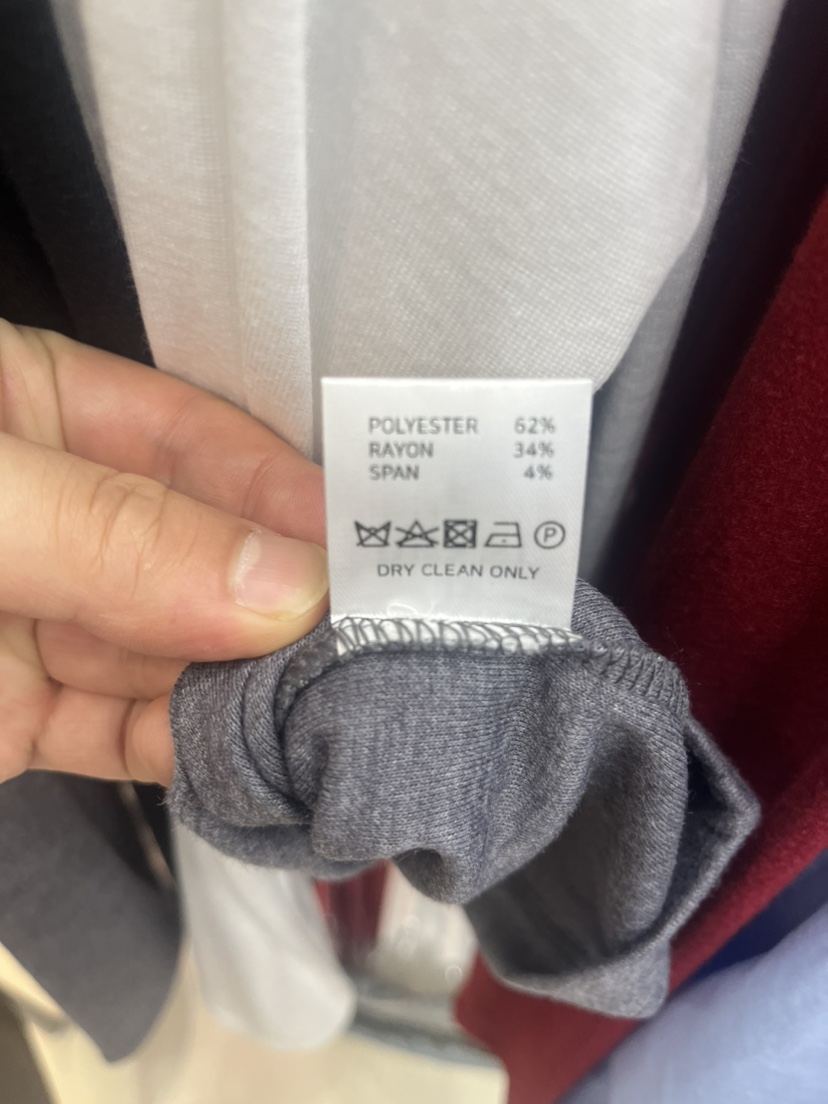 POLYESTER 62%
RAYON 34%
SPAN 4%
P
DRY CLEAN ONLY